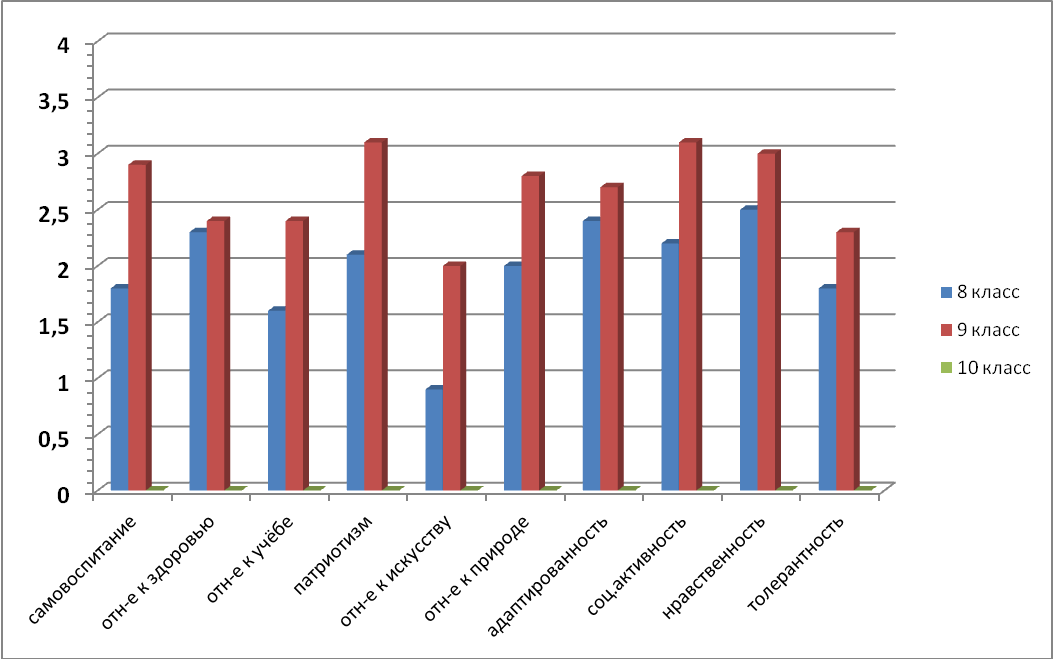 4
3,5
3
2,5
2
1,5
1
0,5
0
самовоспитание
отн-е к здоровью
отн-е к учёбе
патриотизм
отн-е к искусству
отн-е к природе
адаптированность
соц.активность
нравственность
толерантность
8 класс
9 класс
10 класс